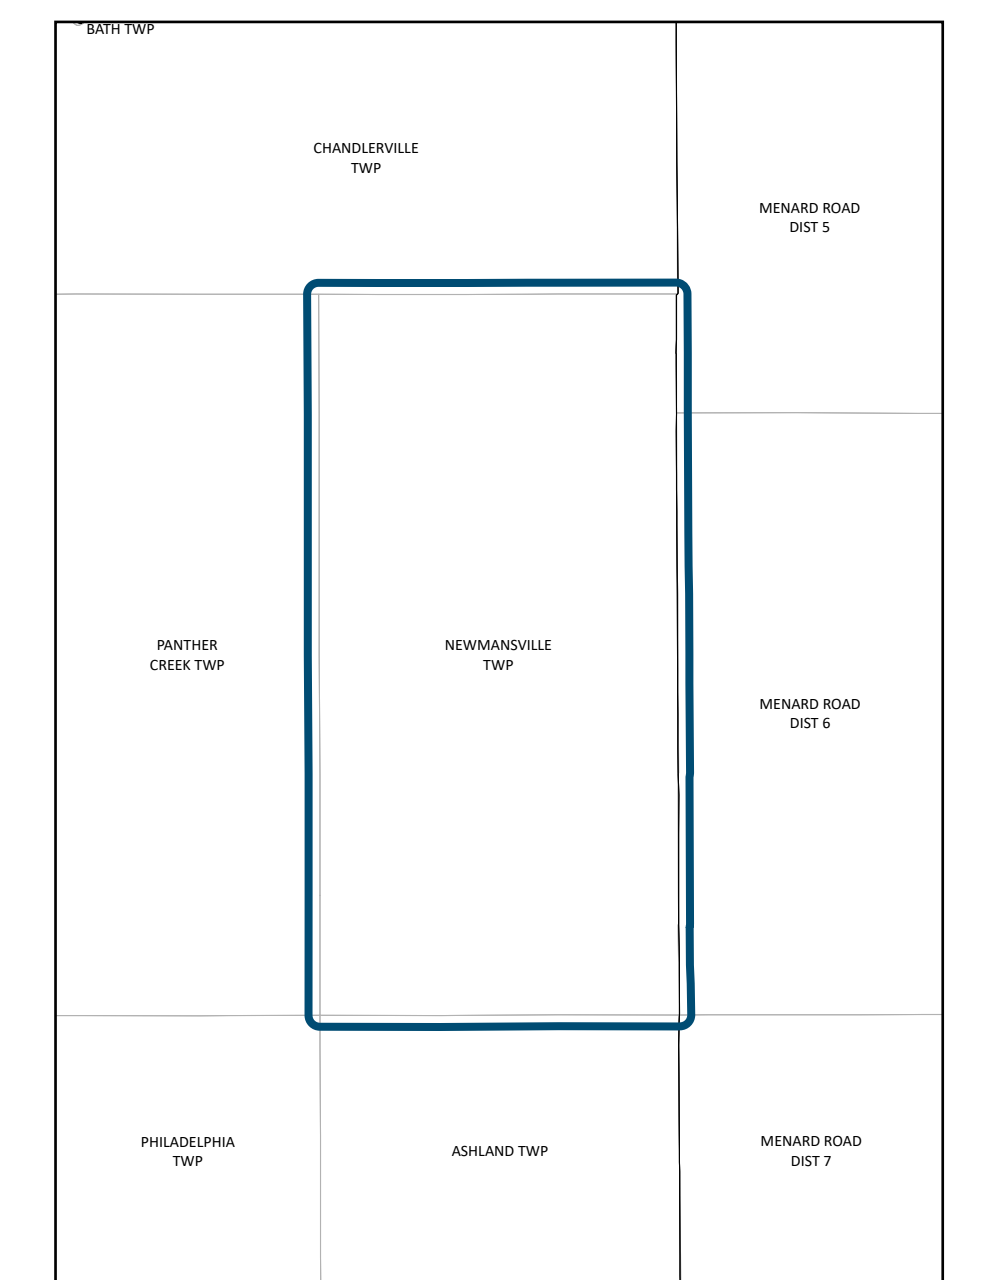 BATH TWP
CHANDLERVILLE
TWP
MENARD ROAD
DIST 5
PANTHER
CREEK TWP
NEWMANSVILLE
TWP
MENARD ROAD
DIST 6
PHILADELPHIA
TWP
ASHLAND TWP
MENARD ROAD
DIST 7